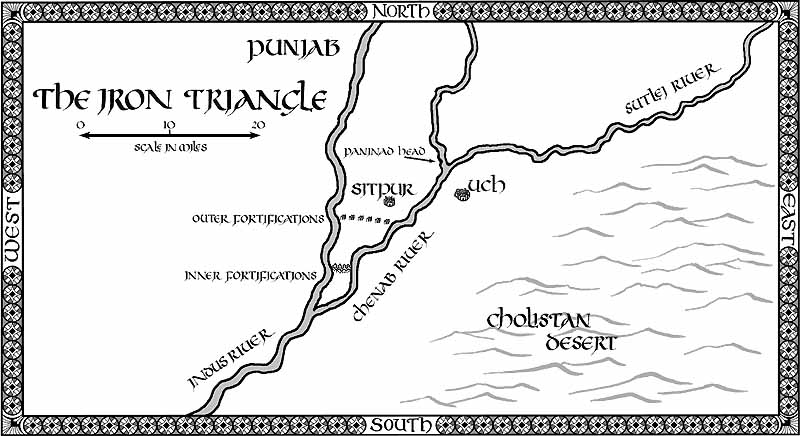 NORTH
PUNJAB
THE IRON TRIANGLE
0 10 20
SCALE IN MILES
SUTLEJ RIVER
PANINAD HEAD
SITPUR
UCH
OUTER FORTIFICATIONS
WEST
EAST
INNER FORTIFICATIONS
CHENAB RIVER
CHOLISTAN
DESERT
INDUS RIVER
SOUTH